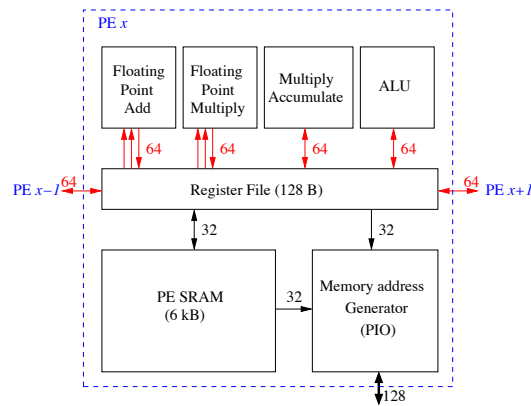 PE x
Floating
Point
Add
Floating
Point
Multiply
Multiply
Accumulate
ALU
64
64
64
64
PE x−1
64
Register File (128 B)
64
PE x+1
32
32
PE SRAM
(6 kB)
32
Memory address
Generator
(PIO)
128